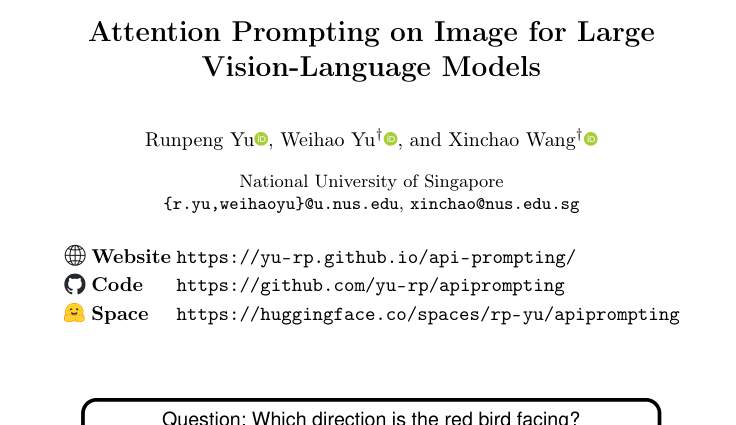 Attention Prompting on Image for Large
Vision-Language Models
Runpeng Yu, Weihao Yu†, and Xinchao Wang†
National University of Singapore
{r.yu,weihaoyu}@u.nus.edu, xinchao@nus.edu.sg
Website https://yu-rp.github.io/api-prompting/
Code https://github.com/yu-rp/apiprompting
Space https://huggingface.co/spaces/rp-yu/apiprompting
Question: Which direction is the red bird facing?